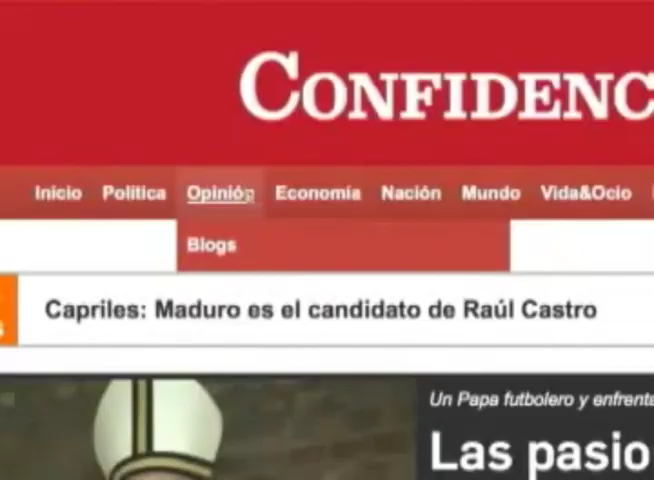 CONFIDENC
Inicio Politica Opinión Economía Nación Mundo Vida&Ocio
Blogs
Capriles: Maduro es el candidato de Raúl Castro
Un Papa futbolero y enfrenta
Las pasio